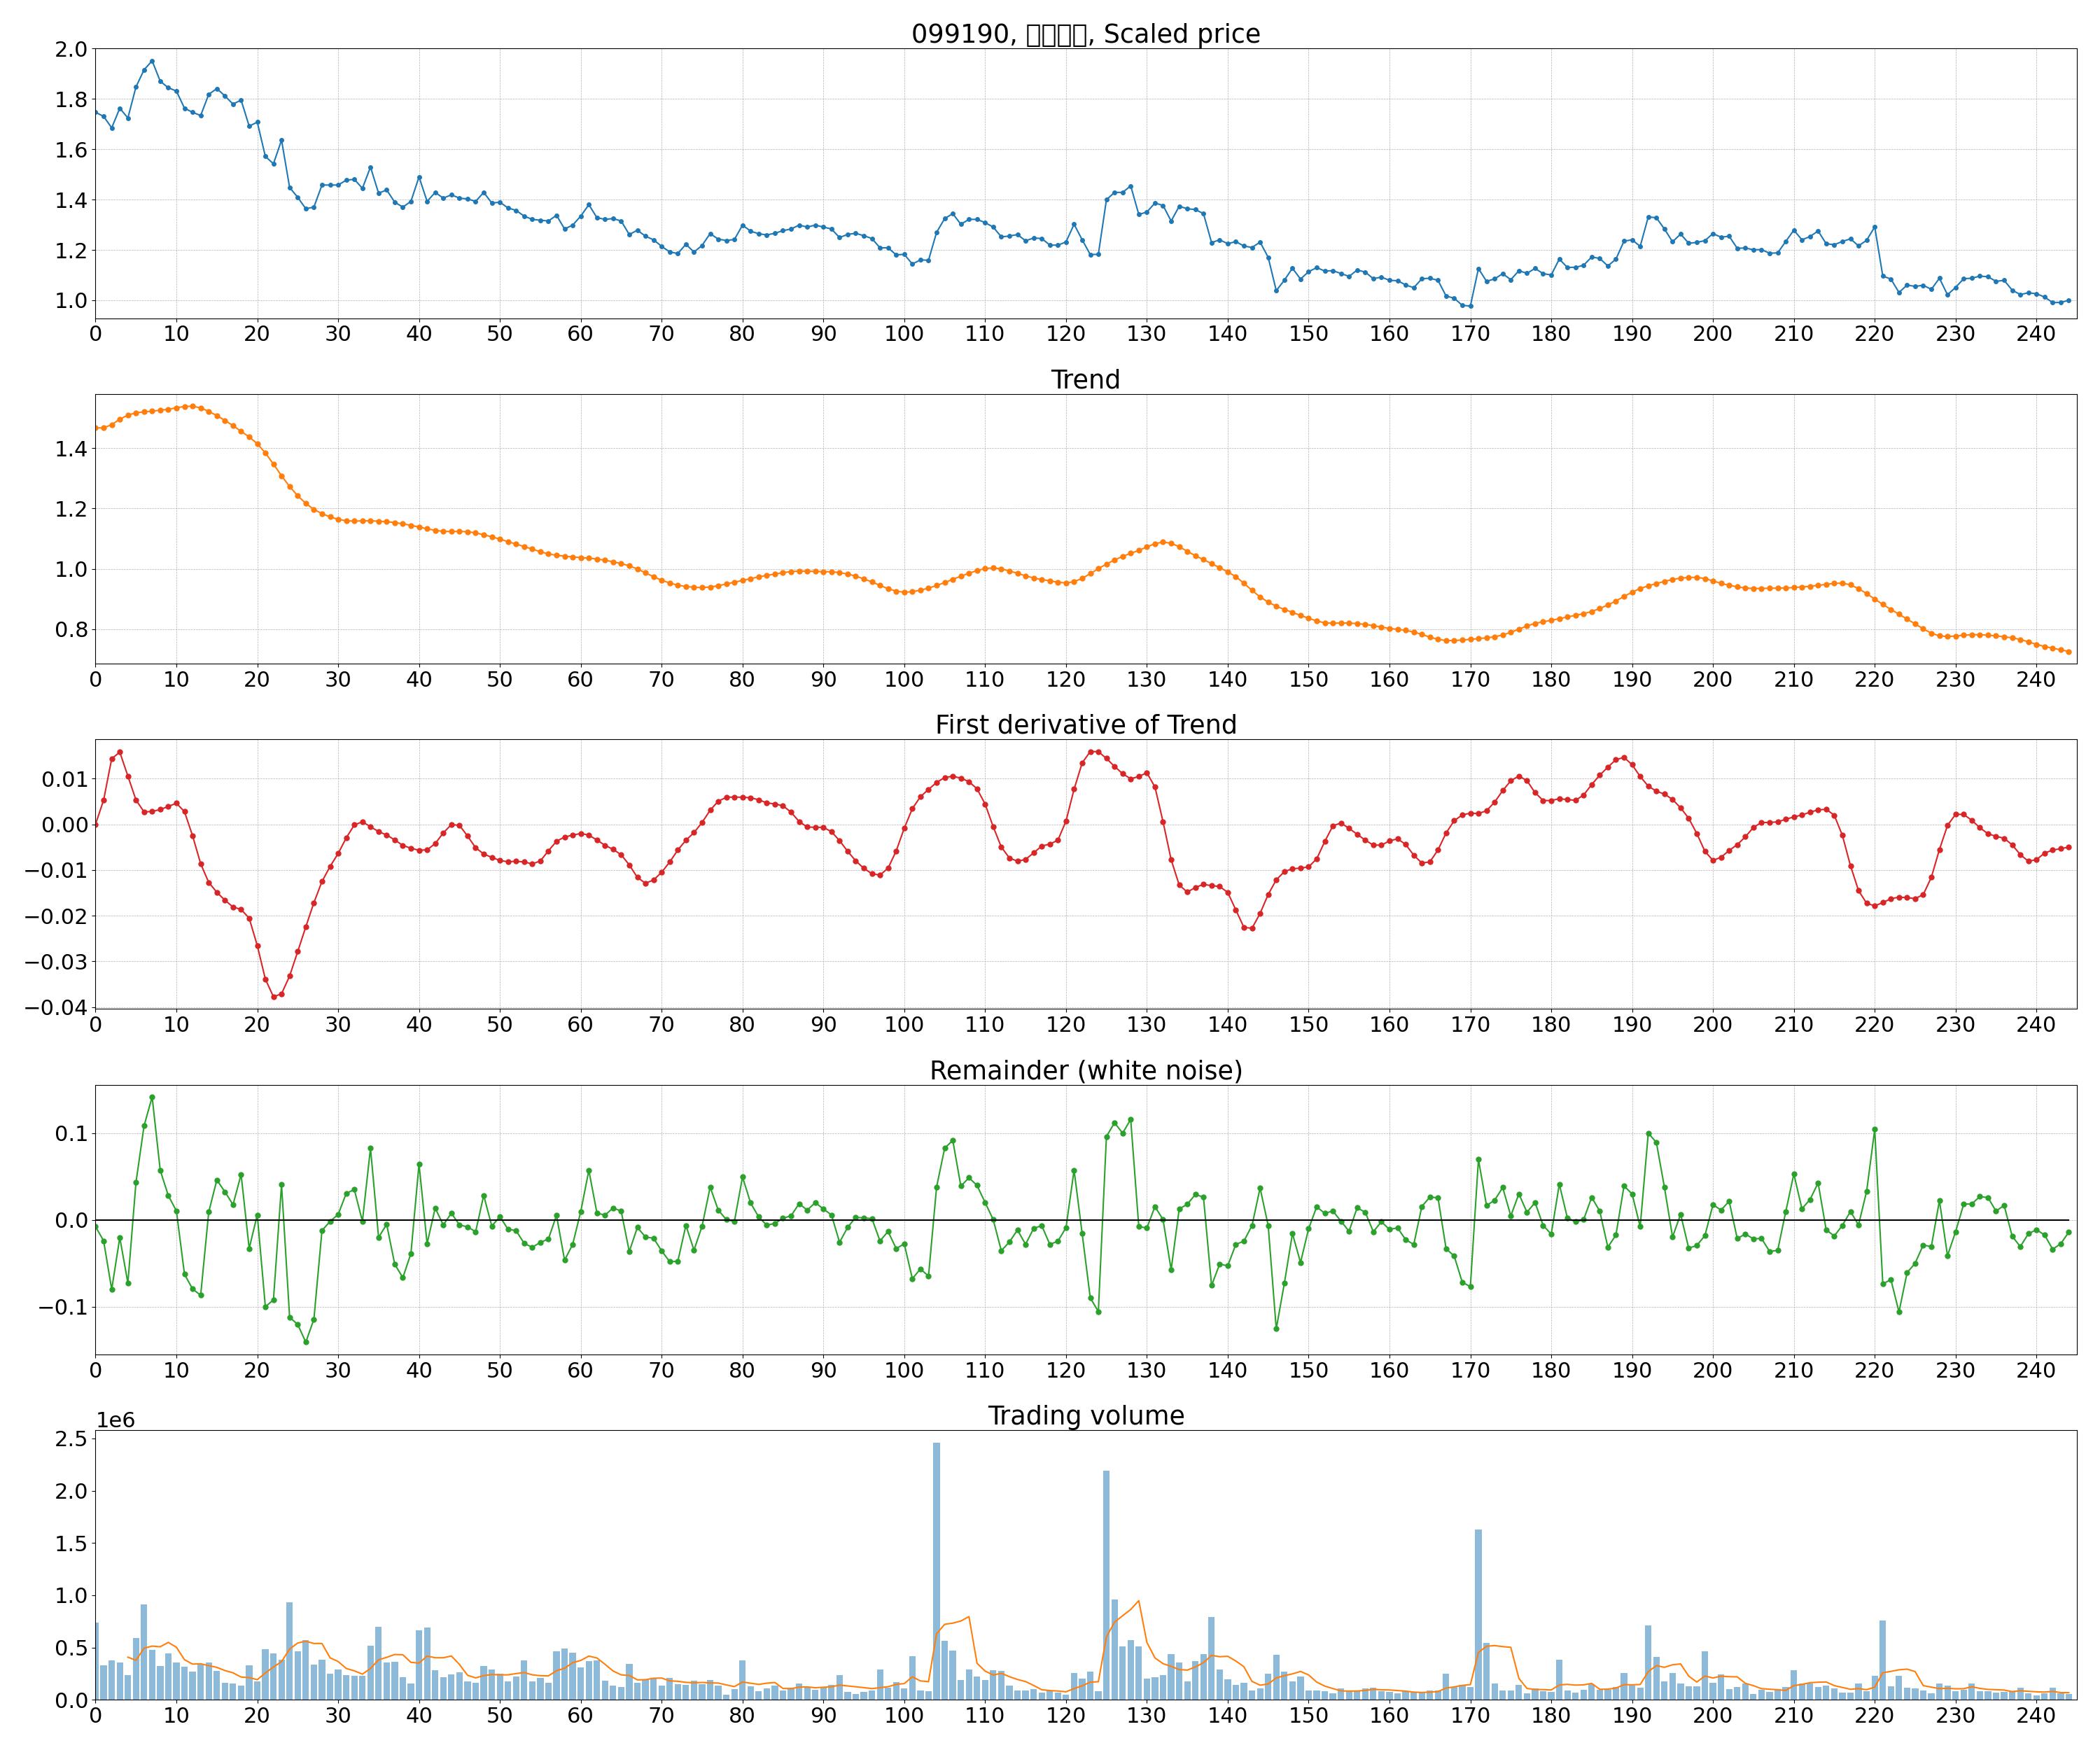 099190, □□□□, Scaled price
2.0
1.8
1.6
1.4
1.2
1.0
0 10 20 30 40 50 60 70 80 90 100 110 120 130 140 150 160 170 180 190 200 210 220 230 240
Trend
1.4
1.2
1.0
0.8
0 10 20 30 40 50 60 70 80 90 100 110 120 130 140 150 160 170 180 190 200 210 220 230 240
First derivative of Trend
0.01
0.00
−0.01
−0.02
−0.03
−0.04
0 10 20 30 40 50 60 70 80 90 100 110 120 130 140 150 160 170 180 190 200 210 220 230 240
Remainder (white noise)
0.1
0.0
−0.1
0 10 20 30 40 50 60 70 80 90 100 110 120 130 140 150 160 170 180 190 200 210 220 230 240
Trading volume
1e6
2.5
2.0
1.5
1.0
0.5
0.0
0 10 20 30 40 50 60 70 80 90 100 110 120 130 140 150 160 170 180 190 200 210 220 230 240